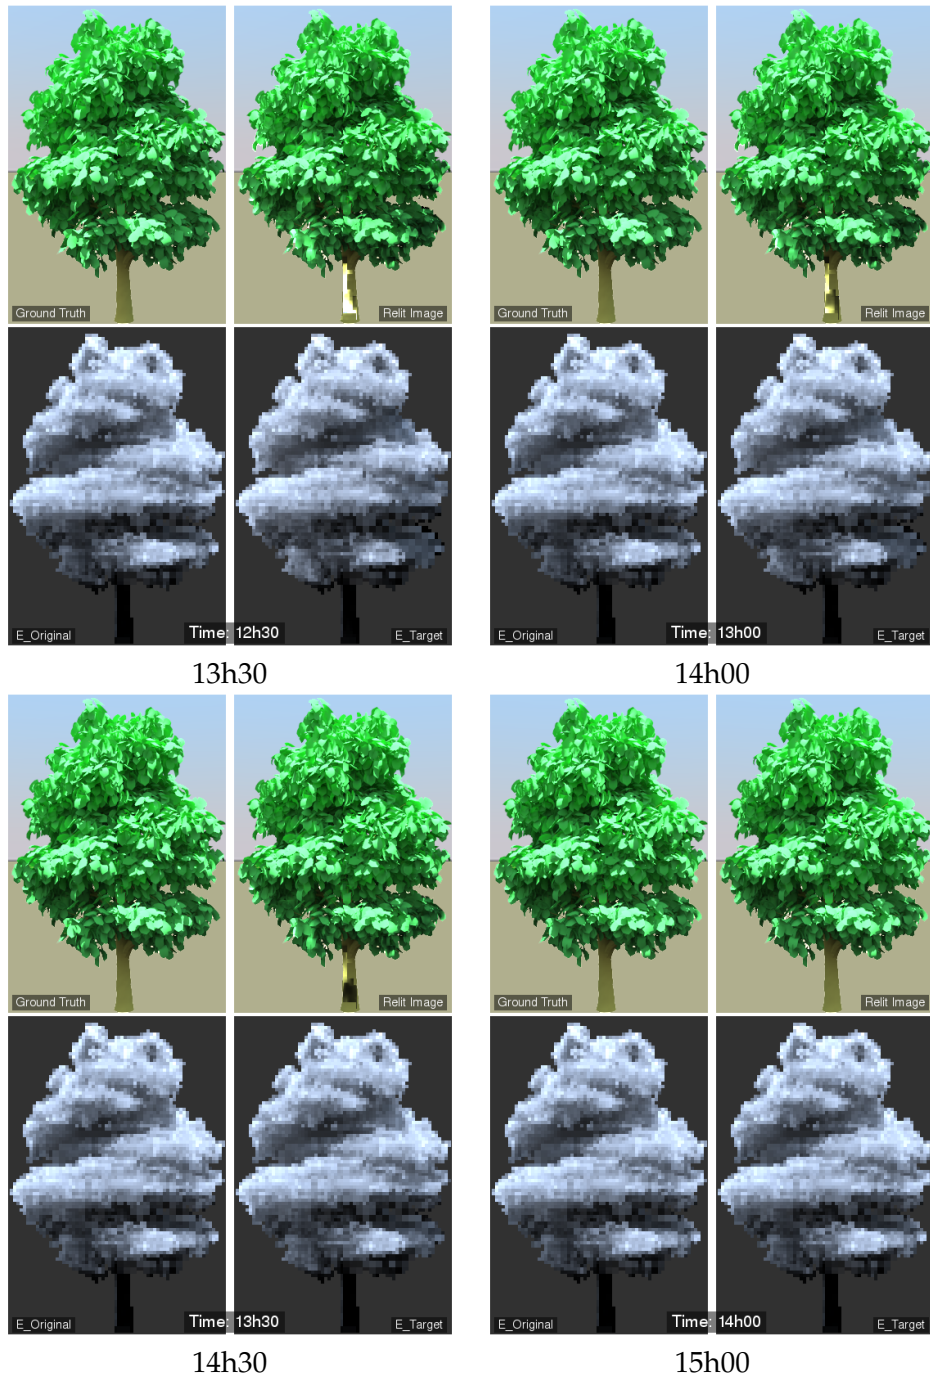 Ground Truth Relit Image Ground Truth Relit Image
E_Original Time: 12h30 E_Target E_Original Time: 13h00 E_Target
13h30 14h00
Ground Truth Relit Image Ground Truth Relit Image
E_Original Time: 13h30 E_Target E_Original Time: 14h00 E_Target
14h30 15h00